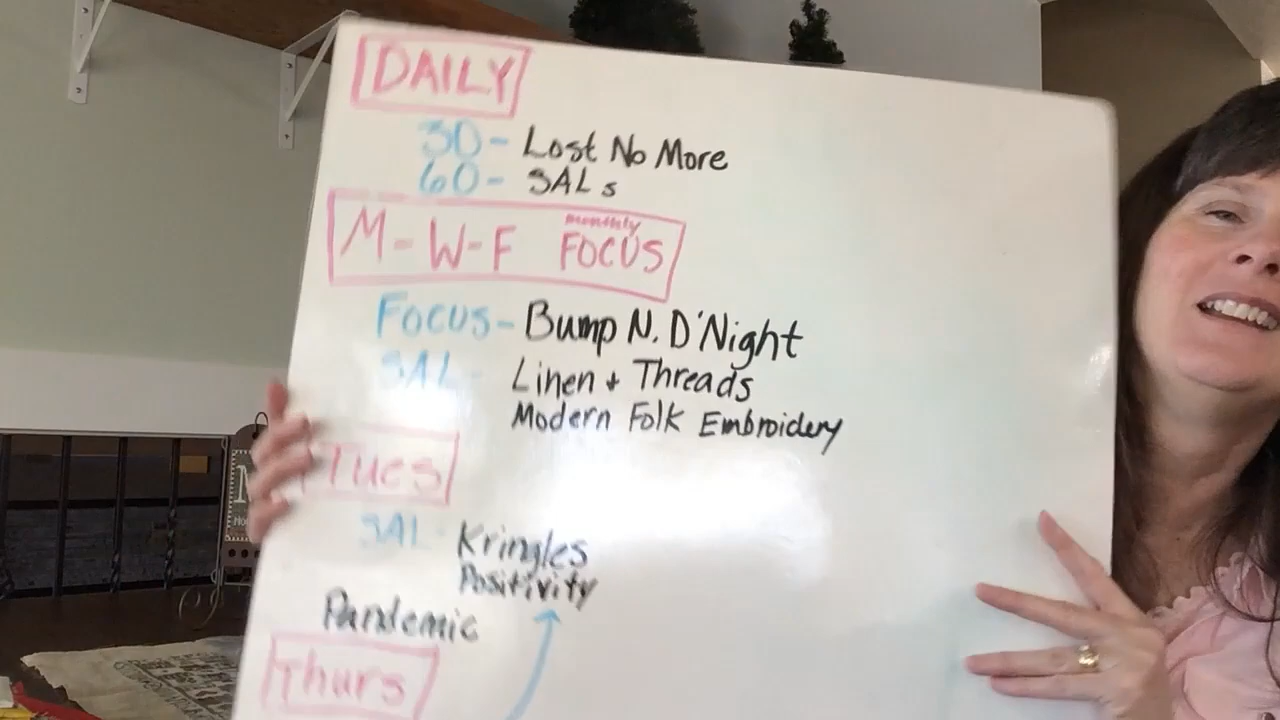 DAILY
30 - Lost No More
60 - SALs
M-W-F monthly FOCUS
FOCUS - Bump N. D'Night
SAL - Linen + Threads
Modern Folk Embroidery
Tues
SAL - Kringles
Positivity
Pandemic
Thurs